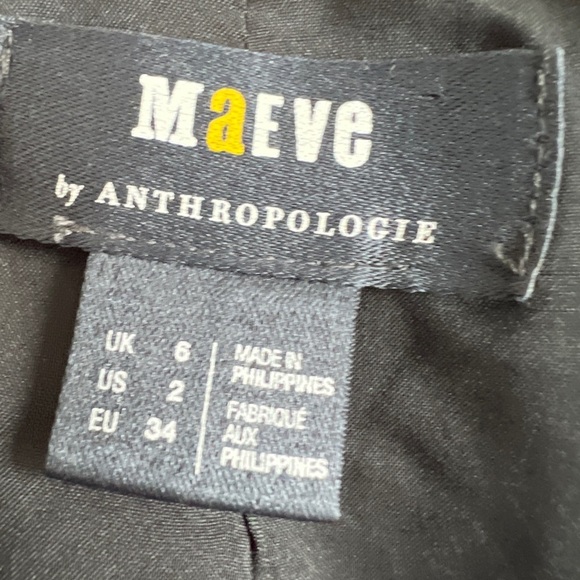 MaEVe
by ANTHROPOLOGIE
UK 6
US 2
EU 34
MADE IN
PHILIPPINES
FABRIQUÉ
AUX
PHILIPPINES